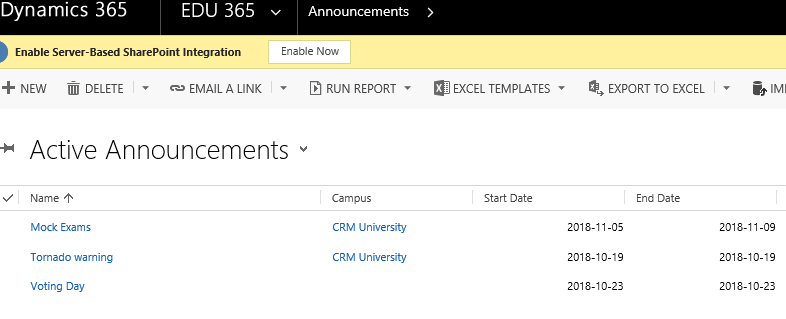 Dynamics 365 EDU 365 Announcements
Enable Server-Based SharePoint Integration Enable Now
NEW DELETE EMAIL A LINK RUN REPORT EXCEL TEMPLATES EXPORT TO EXCEL
Active Announcements
Name Campus Start Date End Date
Mock Exams CRM University 2018-11-05 2018-11-09
Tornado warning CRM University 2018-10-19 2018-10-19
Voting Day 2018-10-23 2018-10-23